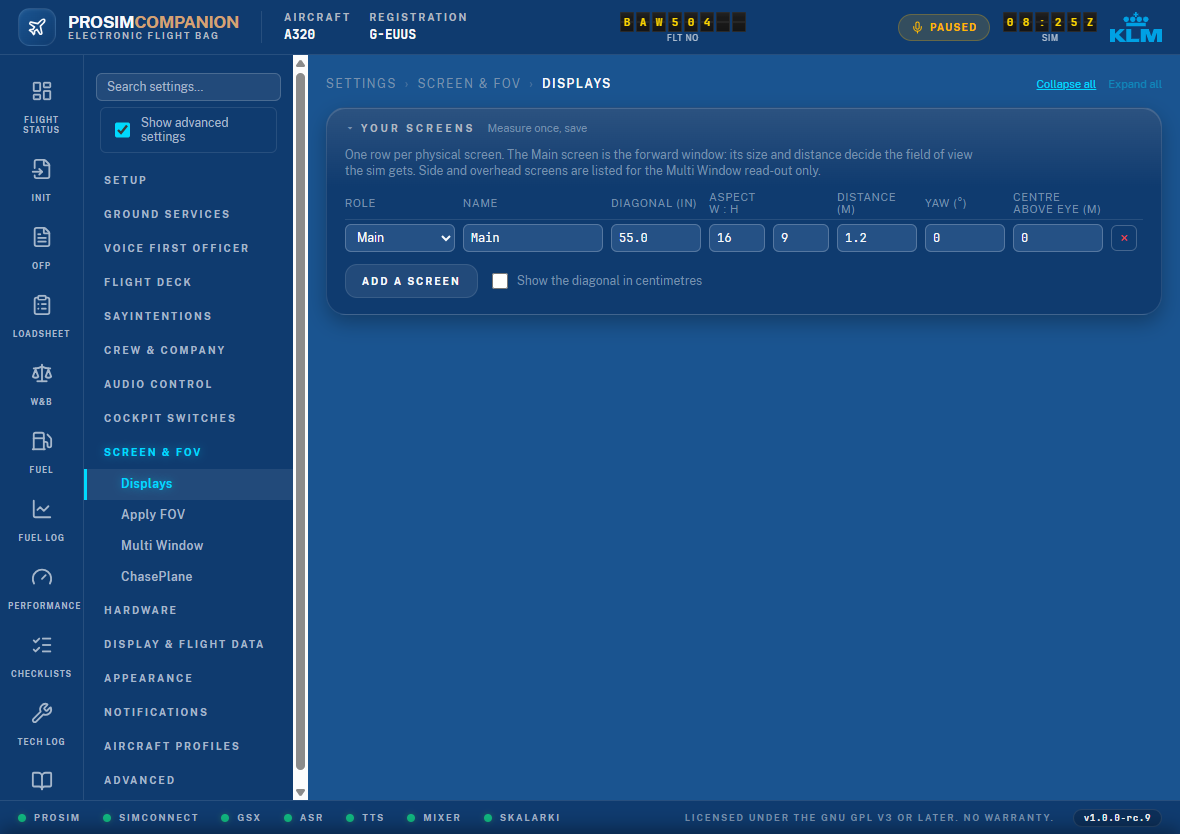 PROSIMCOMPANION
ELECTRONIC FLIGHT BAG
AIRCRAFT
A320
REGISTRATION
G-EUUS
BAW504
FLT NO
PAUSED
08:25Z
SIM
KLM
FLIGHT STATUS
INIT
OFP
LOADSHEET
W&B
FUEL
FUEL LOG
PERFORMANCE
CHECKLISTS
TECH LOG
Search settings...
Show advanced
settings
SETUP
GROUND SERVICES
VOICE FIRST OFFICER
FLIGHT DECK
SAYINTENTIONS
CREW & COMPANY
AUDIO CONTROL
COCKPIT SWITCHES
SCREEN & FOV
Displays
Apply FOV
Multi Window
ChasePlane
HARDWARE
DISPLAY & FLIGHT DATA
APPEARANCE
NOTIFICATIONS
AIRCRAFT PROFILES
ADVANCED
SETTINGS › SCREEN & FOV › DISPLAYS
Collapse all Expand all
YOUR SCREENS Measure once, save
One row per physical screen. The Main screen is the forward window: its size and distance decide the field of view
the sim gets. Side and overhead screens are listed for the Multi Window read-out only.
ROLE NAME DIAGONAL (IN) ASPECT W : H DISTANCE (M) YAW (°) CENTRE ABOVE EYE (M)
Main Main 55.0 16 9 1.2 0 0 ×
ADD A SCREEN Show the diagonal in centimetres
PROSIM SIMCONNECT GSX ASR TTS MIXER SKALARKI
LICENSED UNDER THE GNU GPL V3 OR LATER. NO WARRANTY. v1.0.0-rc.9